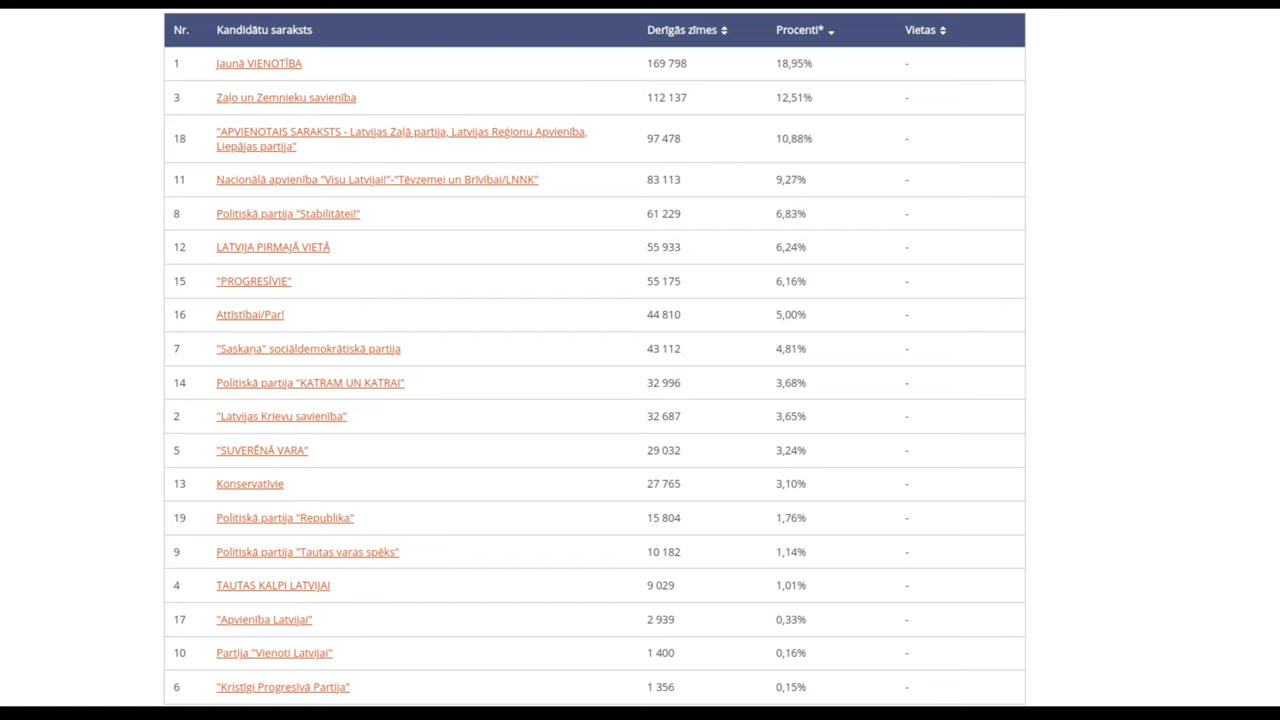 Nr. Kandidātu saraksts Derīgās zīmes Procenti* Vietas
1 Jaunā VIENOTĪBA 169 798 18,95% -
3 Zaļo un Zemnieku savienība 112 137 12,51% -
18 "APVIENOTAIS SARAKSTS - Latvijas Zaļā partija, Latvijas Reģionu Apvienība, 97 478 10,88% -
Liepājas partija"
11 Nacionālā apvienība "Visu Latvijai!"-"Tēvzemei un Brīvībai/LNNK" 83 113 9,27% -
8 Politiskā partija "Stabilitātei!" 61 229 6,83% -
12 LATVIJA PIRMAJĀ VIETĀ 55 933 6,24% -
15 "PROGRESĪVIE" 55 175 6,16% -
16 Attīstībai/Par! 44 810 5,00% -
7 "Saskaņa" sociāldemokrātiskā partija 43 112 4,81% -
14 Politiskā partija "KATRAM UN KATRAI" 32 996 3,68% -
2 "Latvijas Krievu savienība" 32 687 3,65% -
5 "SUVERĒNĀ VARA" 29 032 3,24% -
13 Konservatīvie 27 765 3,10% -
19 Politiskā partija "Republika" 15 804 1,76% -
9 Politiskā partija "Tautas varas spēks" 10 182 1,14% -
4 TAUTAS KALPI LATVIJAI 9 029 1,01% -
17 "Apvienība Latvijai" 2 939 0,33% -
10 Partija "Vienoti Latvijai" 1 400 0,16% -
6 "Kristīgi Progresīvā Partija" 1 356 0,15% -